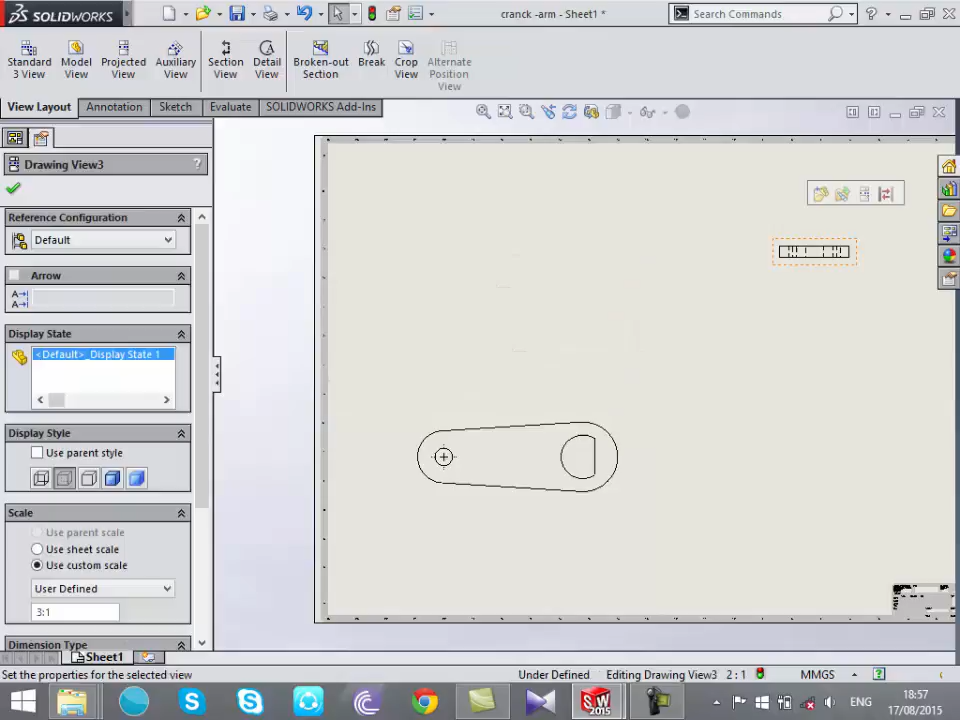 SOLIDWORKS
cranck -arm - Sheet1 *
Search Commands
Standard 3 View
Model View
Projected View
Auxiliary View
Section View
Detail View
Broken-out Section
Break
Crop View
Alternate Position View
View Layout
Annotation
Sketch
Evaluate
SOLIDWORKS Add-Ins
Drawing View3
?
Reference Configuration
Default
Arrow
Display State
<Default>_Display State 1
Display Style
Use parent style
Scale
Use parent scale
Use sheet scale
Use custom scale
User Defined
3:1
Dimension Type
Sheet1
Set the properties for the selected view
Under Defined
Editing Drawing View3
2 : 1
MMGS
?
ENG
18:57
17/08/2015